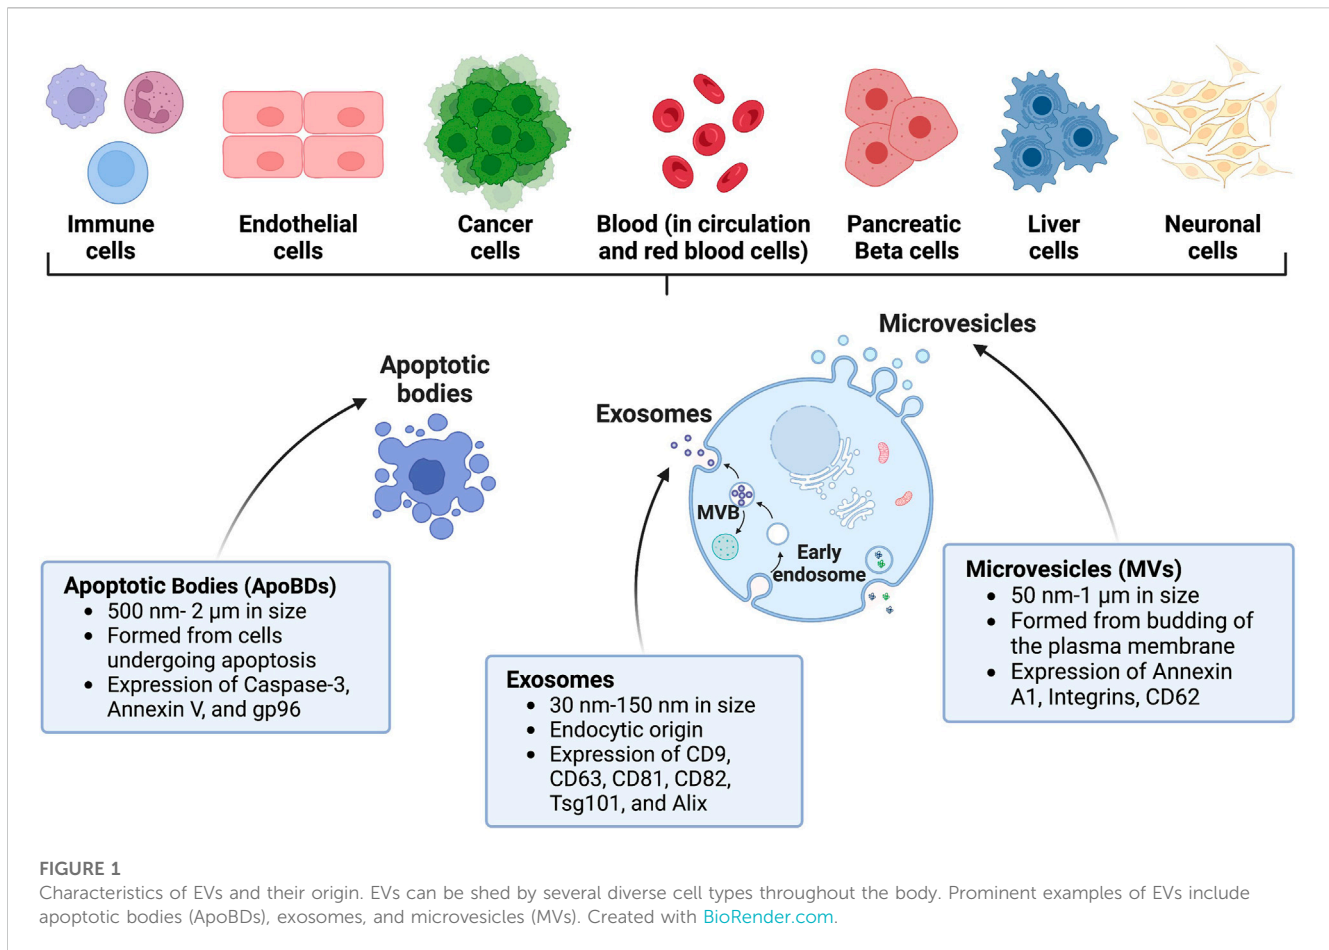 Immune
cells
Endothelial
cells
Cancer
cells
Blood (in circulation
and red blood cells)
Pancreatic
Beta cells
Liver
cells
Neuronal
cells
Microvesicles
Apoptotic
bodies
Exosomes
MVB
Early
endosome
Apoptotic Bodies (ApoBDs)
• 500 nm- 2 µm in size
• Formed from cells
undergoing apoptosis
• Expression of Caspase-3,
Annexin V, and gp96
Exosomes
• 30 nm-150 nm in size
• Endocytic origin
• Expression of CD9,
CD63, CD81, CD82,
Tsg101, and Alix
Microvesicles (MVs)
• 50 nm-1 µm in size
• Formed from budding of
the plasma membrane
• Expression of Annexin
A1, Integrins, CD62
FIGURE 1
Characteristics of EVs and their origin. EVs can be shed by several diverse cell types throughout the body. Prominent examples of EVs include
apoptotic bodies (ApoBDs), exosomes, and microvesicles (MVs). Created with BioRender.com.